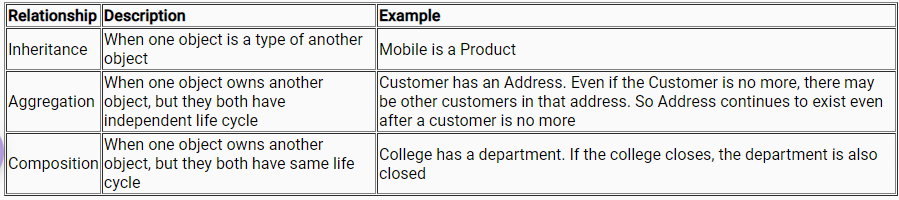 Relationship Description Example
Inheritance
When one object is a type of another
object
Mobile is a Product
Aggregation
When one object owns another
object, but they both have
independent life cycle
Customer has an Address. Even if the Customer is no more, there may
be other customers in that address. So Address continues to exist even
after a customer is no more
Composition
When one object owns another
object, but they both have same life
cycle
College has a department. If the college closes, the department is also
closed